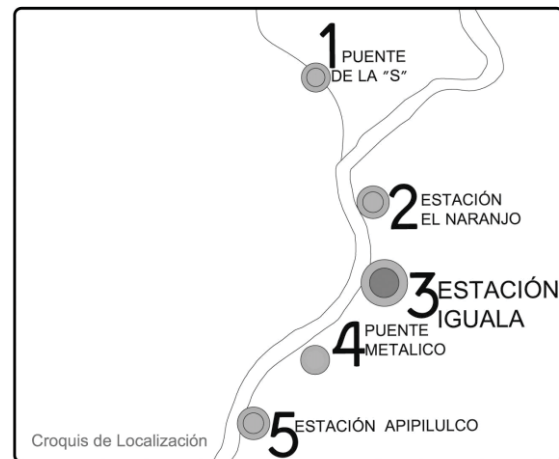 1 PUENTE
DE LA "S"
2 ESTACIÓN
EL NARANJO
3 ESTACIÓN
IGUALA
4 PUENTE
METALICO
5 ESTACIÓN APIPILULCO
Croquis de Localización